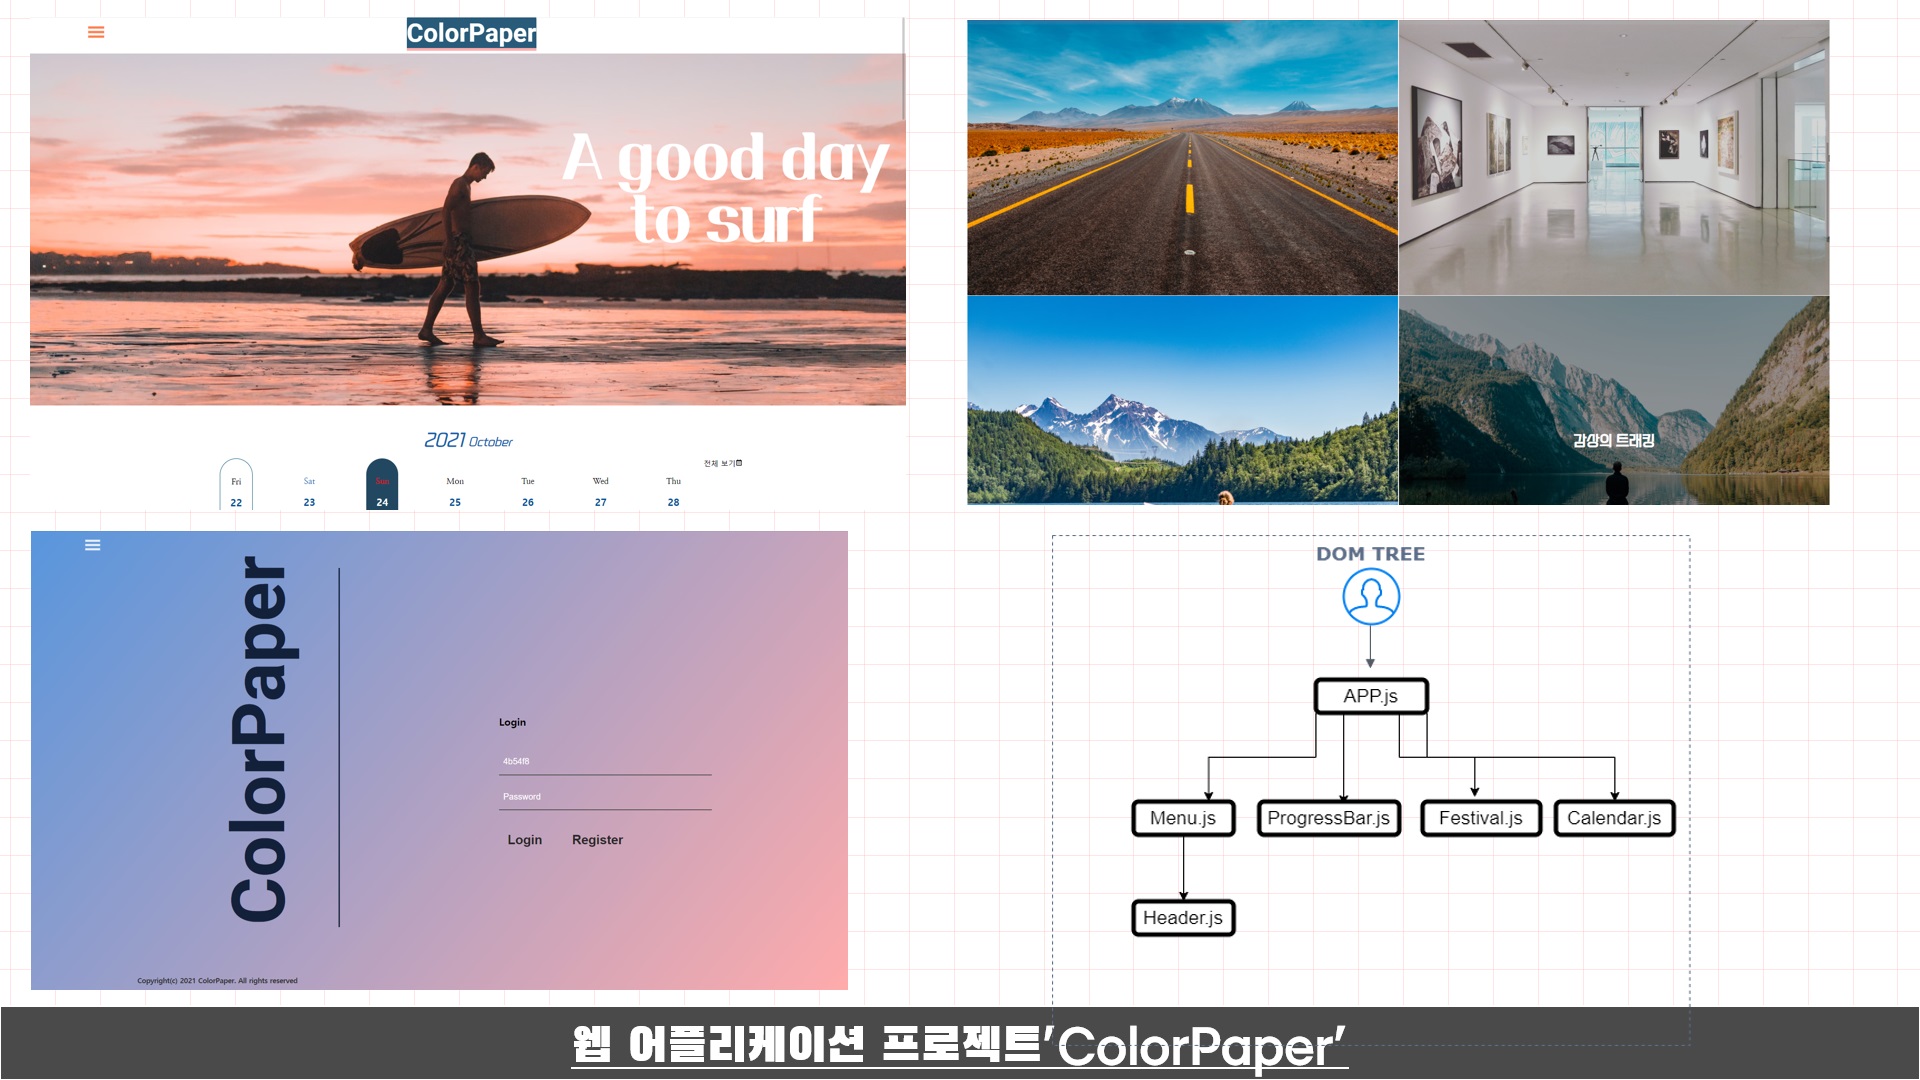 ColorPaper
A good day
to surf
2021 October
전체 보기
Fri Sat Sun Mon Tue Wed Thu
22 23 24 25 26 27 28
감상의 트래킹
ColorPaper
Login
4b54f8
Password
Login Register
Copyright(c) 2021 ColorPaper. All rights reserved
DOM TREE
APP.js
Menu.js ProgressBar.js Festival.js Calendar.js
Header.js
웹 어플리케이션 프로젝트'ColorPaper'